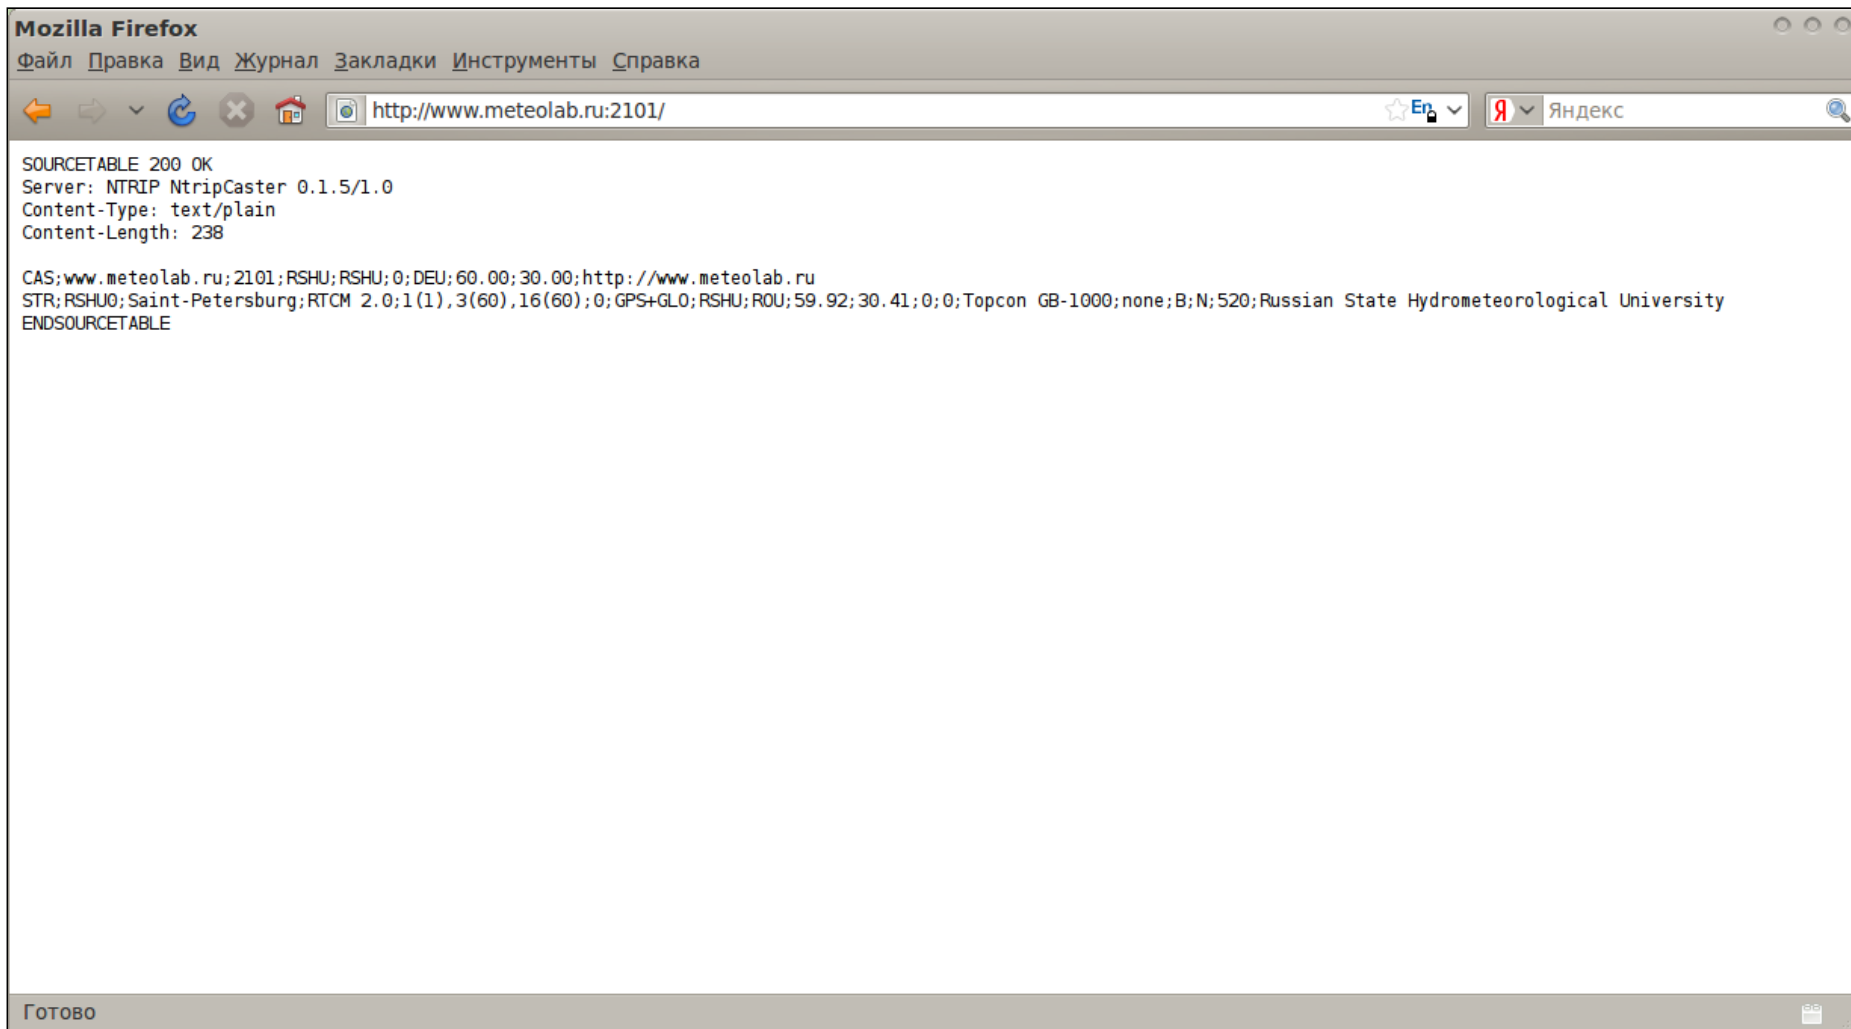 Mozilla Firefox
Файл Правка Вид Журнал Закладки Инструменты Справка
http://www.meteolab.ru:2101/ En Я Яндекс
SOURCETABLE 200 OK
Server: NTRIP NtripCaster 0.1.5/1.0
Content-Type: text/plain
Content-Length: 238
CAS;www.meteolab.ru;2101;RSHU;RSHU;0;DEU;60.00;30.00;http://www.meteolab.ru
STR;RSHU0;Saint-Petersburg;RTCM 2.0;1(1),3(60),16(60);0;GPS+GLO;RSHU;ROU;59.92;30.41;0;0;Topcon GB-1000;none;B;N;520;Russian State Hydrometeorological University
ENDSOURCETABLE
Готово